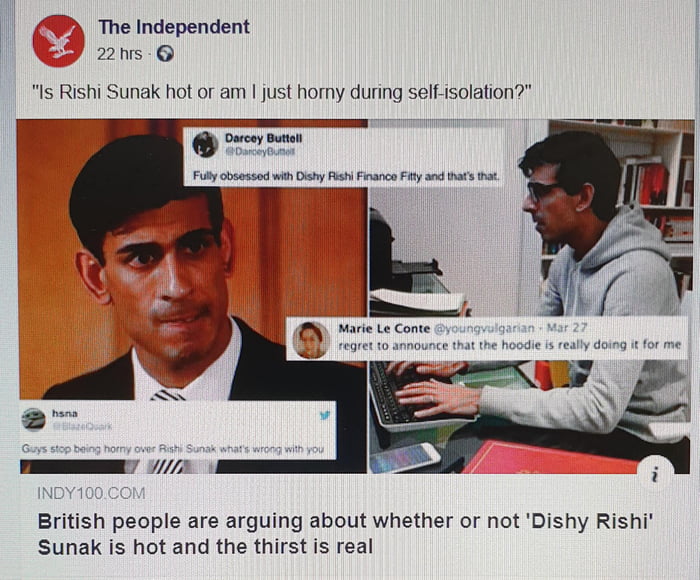 The Independent
22 hrs ·
"Is Rishi Sunak hot or am I just horny during self-isolation?"
Darcey Buttell
@DarceyButtell
Fully obsessed with Dishy Rishi Finance Fitty and that's that.
Marie Le Conte @youngvulgarian - Mar 27
regret to announce that the hoodie is really doing it for me
hsna
@BlazeQuark
Guys stop being horny over Rishi Sunak what's wrong with you
i
INDY100.COM
British people are arguing about whether or not 'Dishy Rishi'
Sunak is hot and the thirst is real